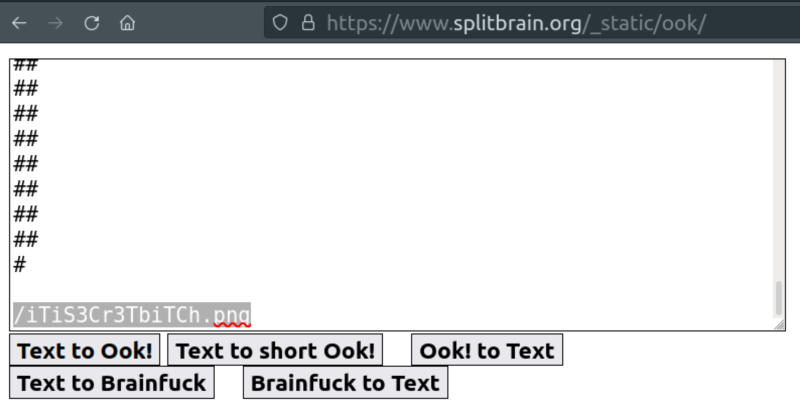 https://www.splitbrain.org/_static/ook/
##
##
##
##
##
##
##
##
#
/iTiS3Cr3TbiTCh.png
Text to Ook! Text to short Ook! Ook! to Text
Text to Brainfuck Brainfuck to Text